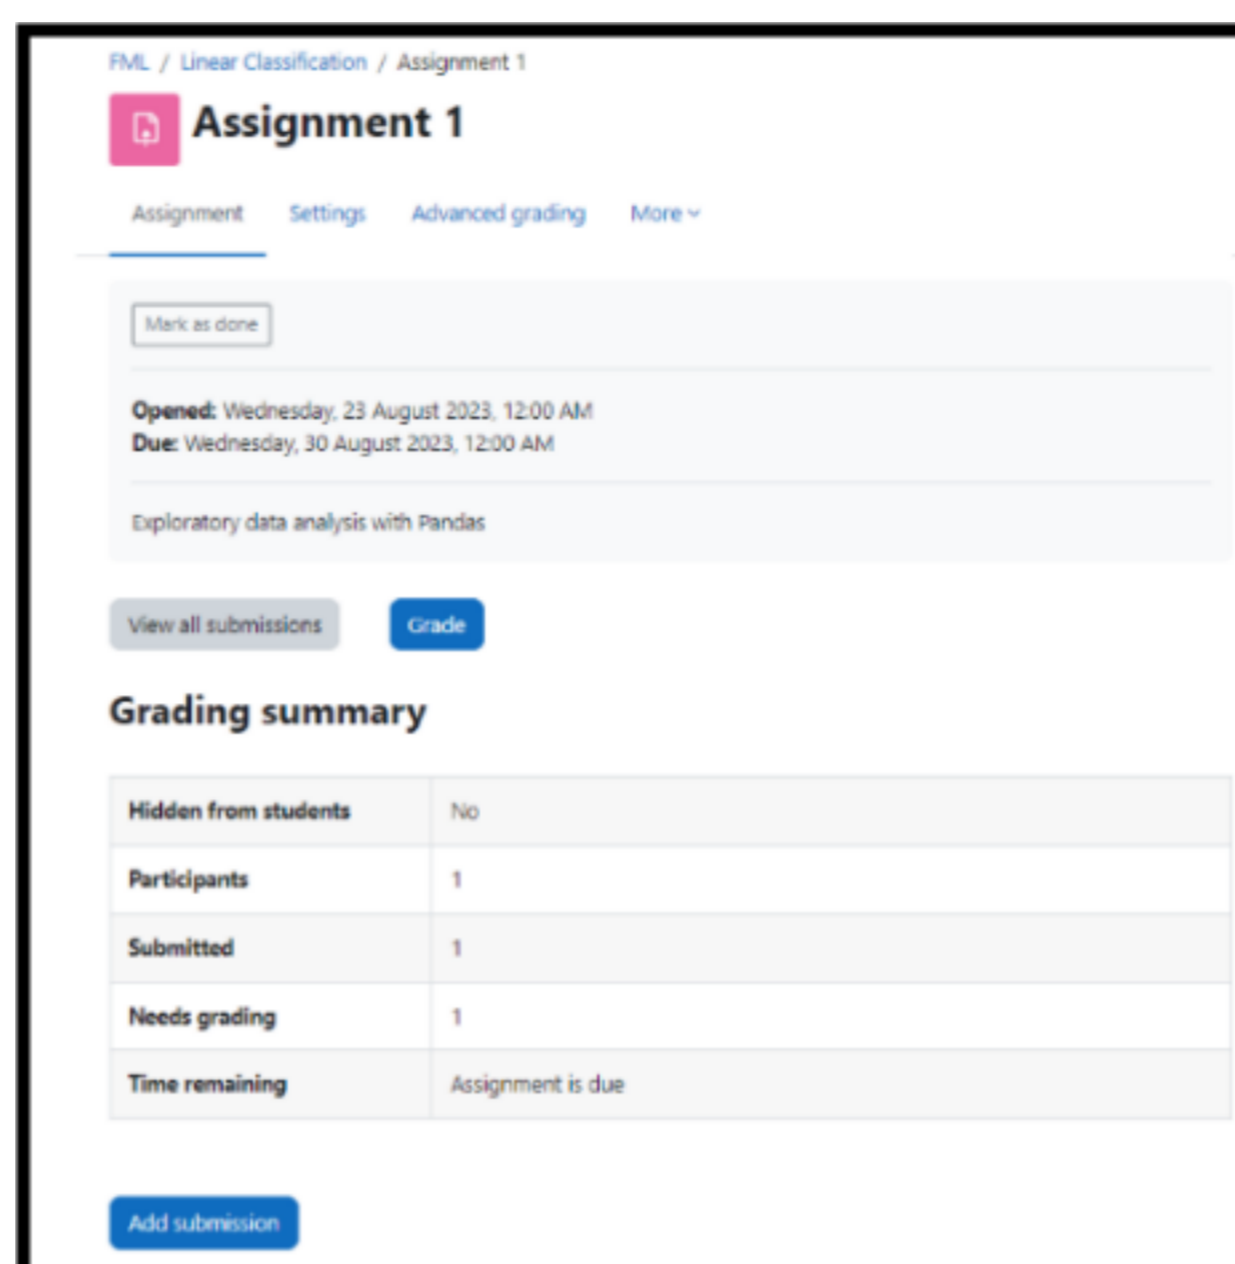 FML / Linear Classification / Assignment 1
Assignment 1
Assignment Settings Advanced grading More
Mark as done
Opened: Wednesday, 23 August 2023, 12:00 AM
Due: Wednesday, 30 August 2023, 12:00 AM
Exploratory data analysis with Pandas
View all submissions Grade
Grading summary
Hidden from students No
Participants 1
Submitted 1
Needs grading 1
Time remaining Assignment is due
Add submission